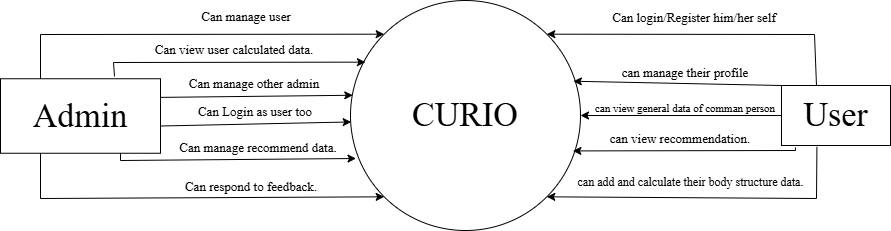 Can manage user
Can view user calculated data.
Can manage other admin
Can Login as user too
Can manage recommend data.
Can respond to feedback.
Admin
CURIO
Can login/Register him/her self
can manage their profile
can view general data of comman person
can view recommendation.
can add and calculate their body structure data.
User